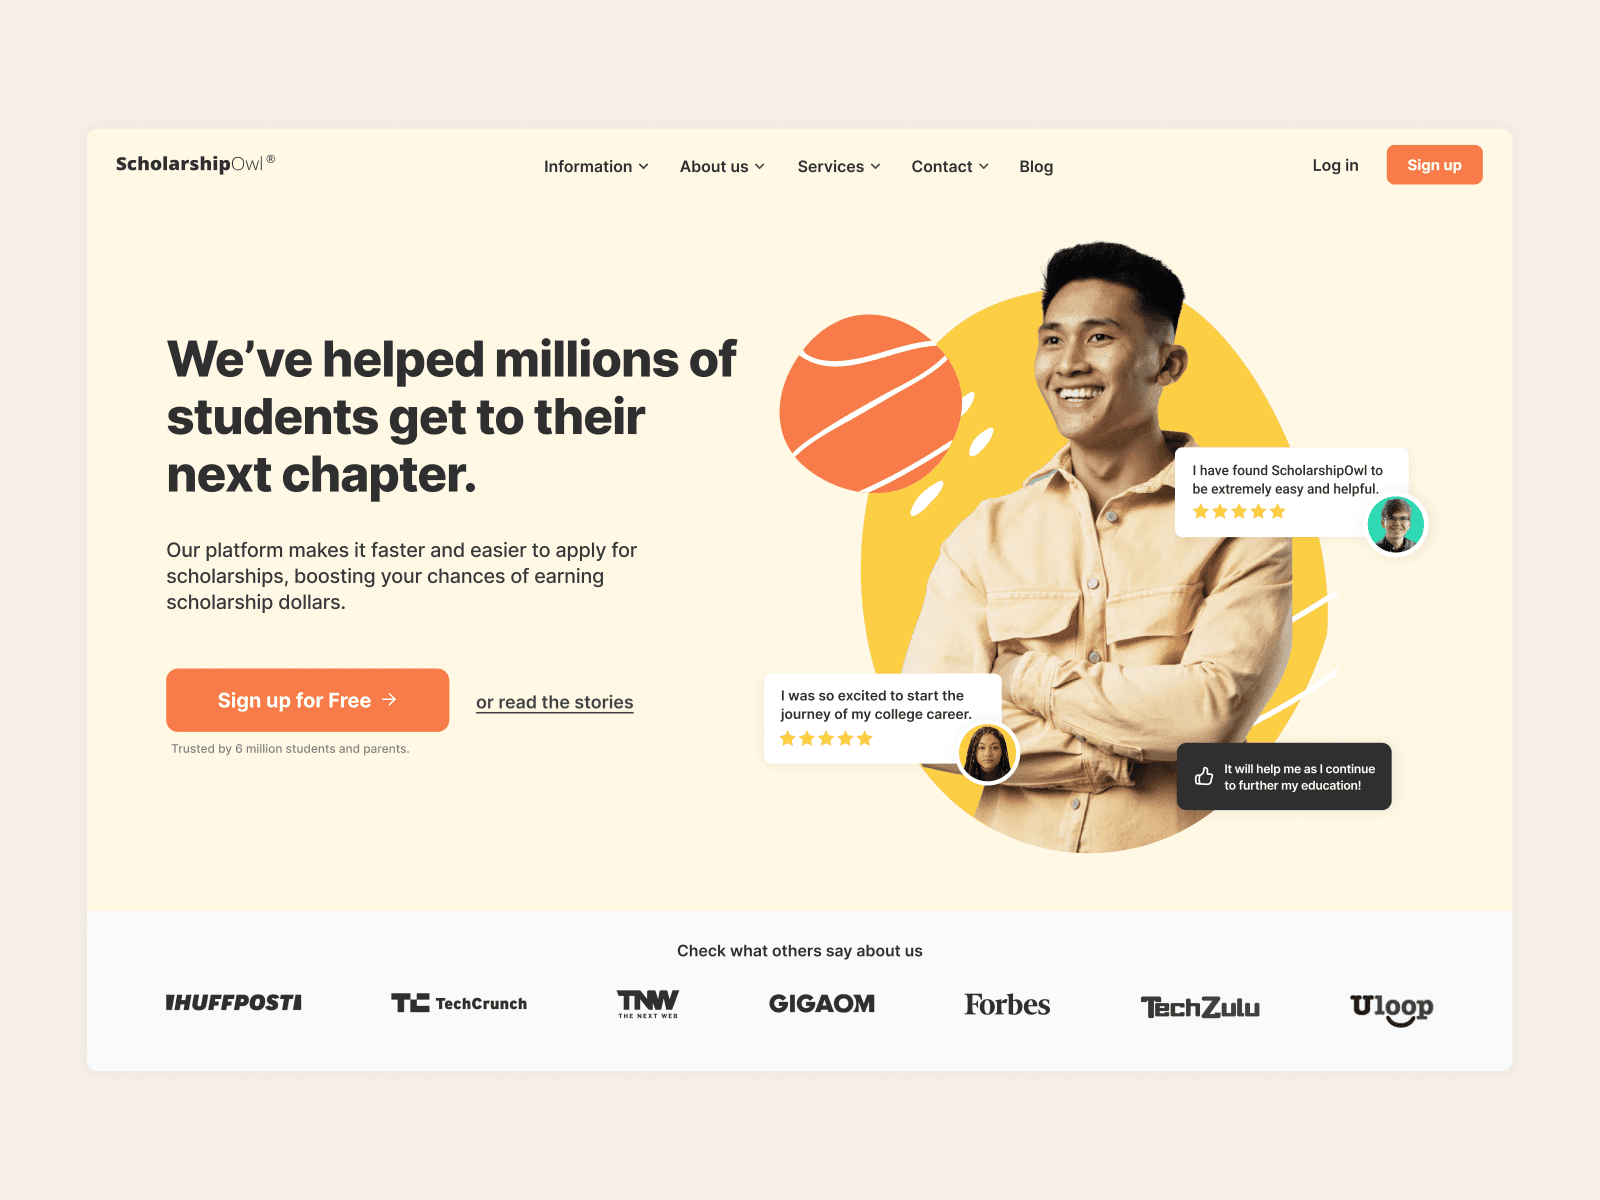 ScholarshipOwl®
Information
About us
Services
Contact
Blog
Log in
Sign up
We’ve helped millions of
students get to their
next chapter.
Our platform makes it faster and easier to apply for
scholarships, boosting your chances of earning
scholarship dollars.
Sign up for Free →
or read the stories
Trusted by 6 million students and parents.
I have found ScholarshipOwl to
be extremely easy and helpful.
I was so excited to start the
journey of my college career.
It will help me as I continue
to further my education!
Check what others say about us
HUFFPOST
TC TechCrunch
TNW
THE NEXT WEB
GIGAOM
Forbes
TechZulu
Uloop